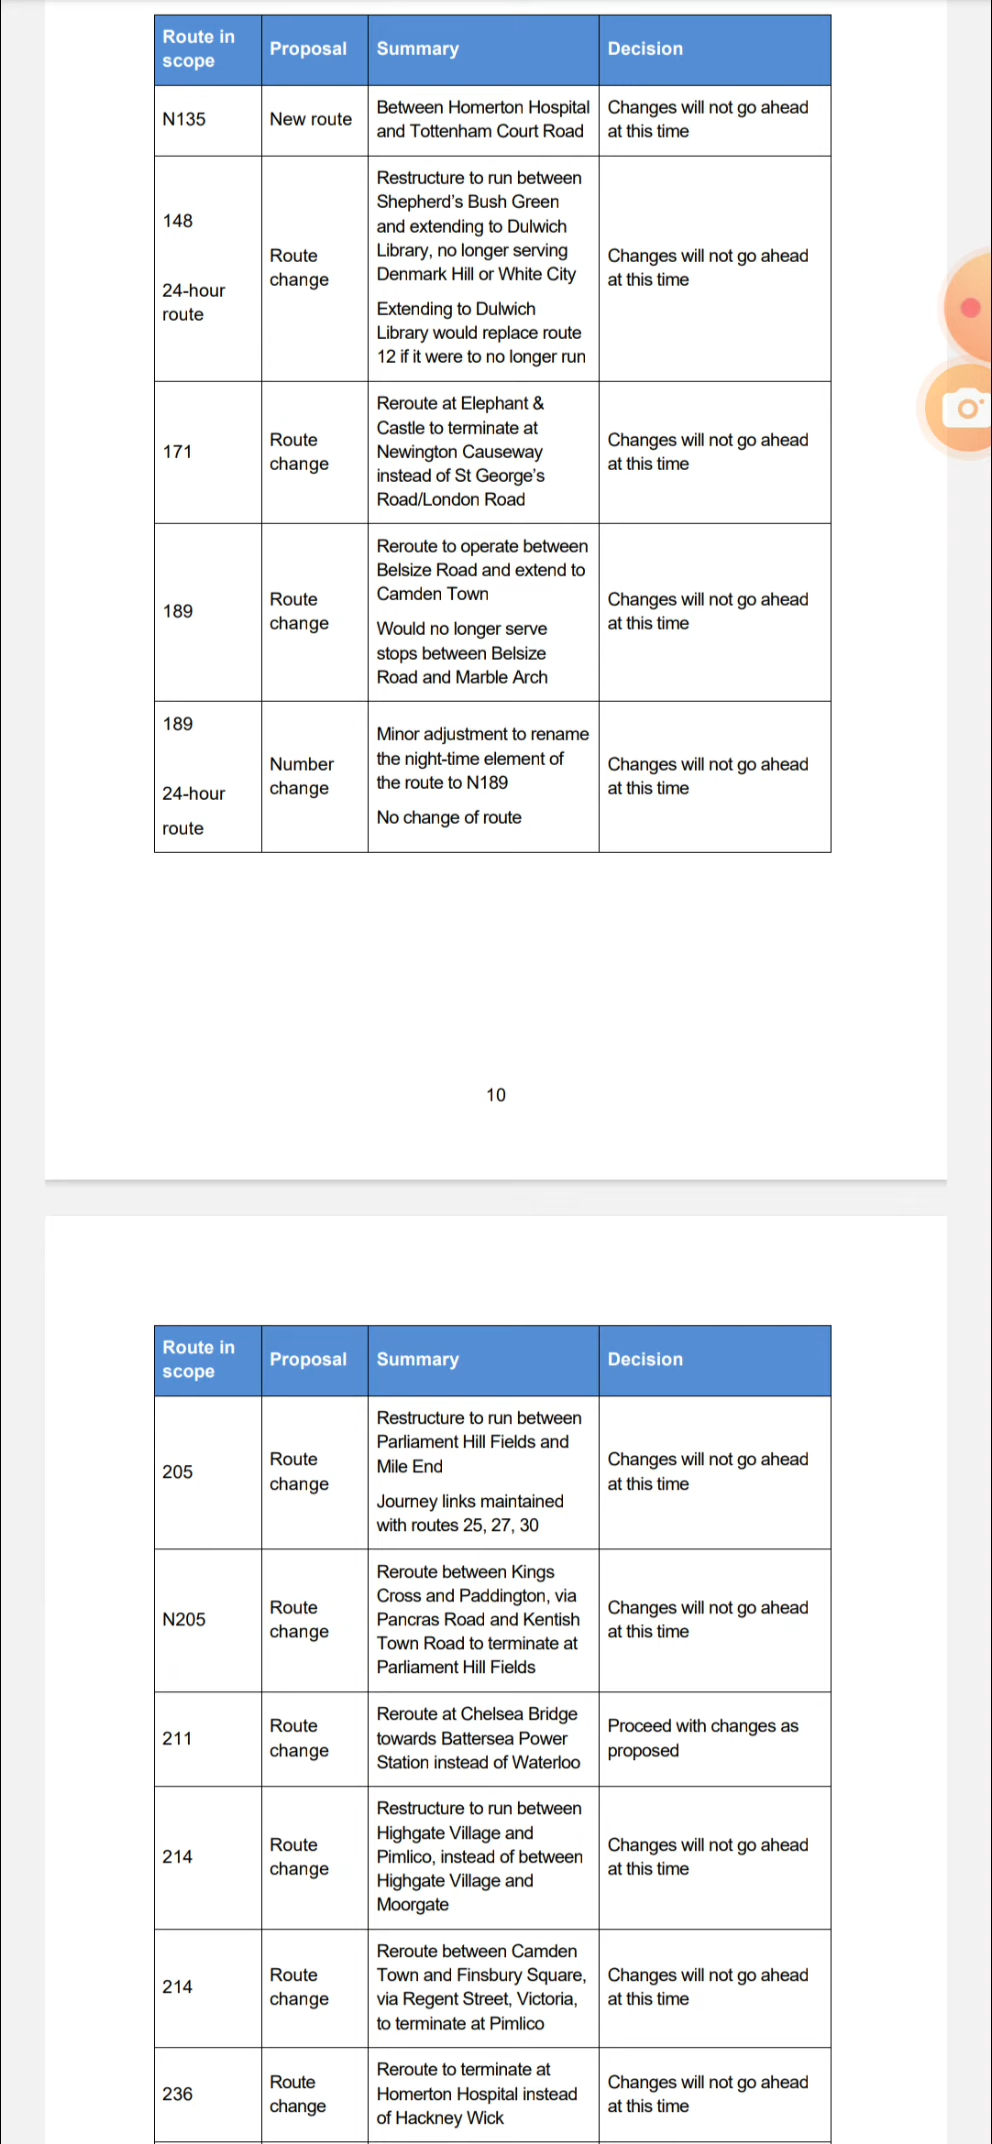 Route in scope | Proposal | Summary | Decision
N135
New route
Between Homerton Hospital
and Tottenham Court Road
Changes will not go ahead
at this time
148
24-hour
route
Route
change
Restructure to run between
Shepherd's Bush Green
and extending to Dulwich
Library, no longer serving
Denmark Hill or White City
Extending to Dulwich
Library would replace route
12 if it were to no longer run
Changes will not go ahead
at this time
171
Route
change
Reroute at Elephant &
Castle to terminate at
Newington Causeway
instead of St George's
Road/London Road
Changes will not go ahead
at this time
189
Route
change
Reroute to operate between
Belsize Road and extend to
Camden Town
Would no longer serve
stops between Belsize
Road and Marble Arch
Changes will not go ahead
at this time
189
24-hour
route
Number
change
Minor adjustment to rename
the night-time element of
the route to N189
No change of route
Changes will not go ahead
at this time
10
Route in
scope
Proposal
Summary
Decision
205
Route
change
Restructure to run between
Parliament Hill Fields and
Mile End
Journey links maintained
with routes 25, 27, 30
Changes will not go ahead
at this time
N205
Route
change
Reroute between Kings
Cross and Paddington, via
Pancras Road and Kentish
Town Road to terminate at
Parliament Hill Fields
Changes will not go ahead
at this time
211
Route
change
Reroute at Chelsea Bridge
towards Battersea Power
Station instead of Waterloo
Proceed with changes as
proposed
214
Route
change
Restructure to run between
Highgate Village and
Pimlico, instead of between
Highgate Village and
Moorgate
Changes will not go ahead
at this time
214
Route
change
Reroute between Camden
Town and Finsbury Square,
via Regent Street, Victoria,
to terminate at Pimlico
Changes will not go ahead
at this time
236
Route
change
Reroute to terminate at
Homerton Hospital instead
of Hackney Wick
Changes will not go ahead
at this time